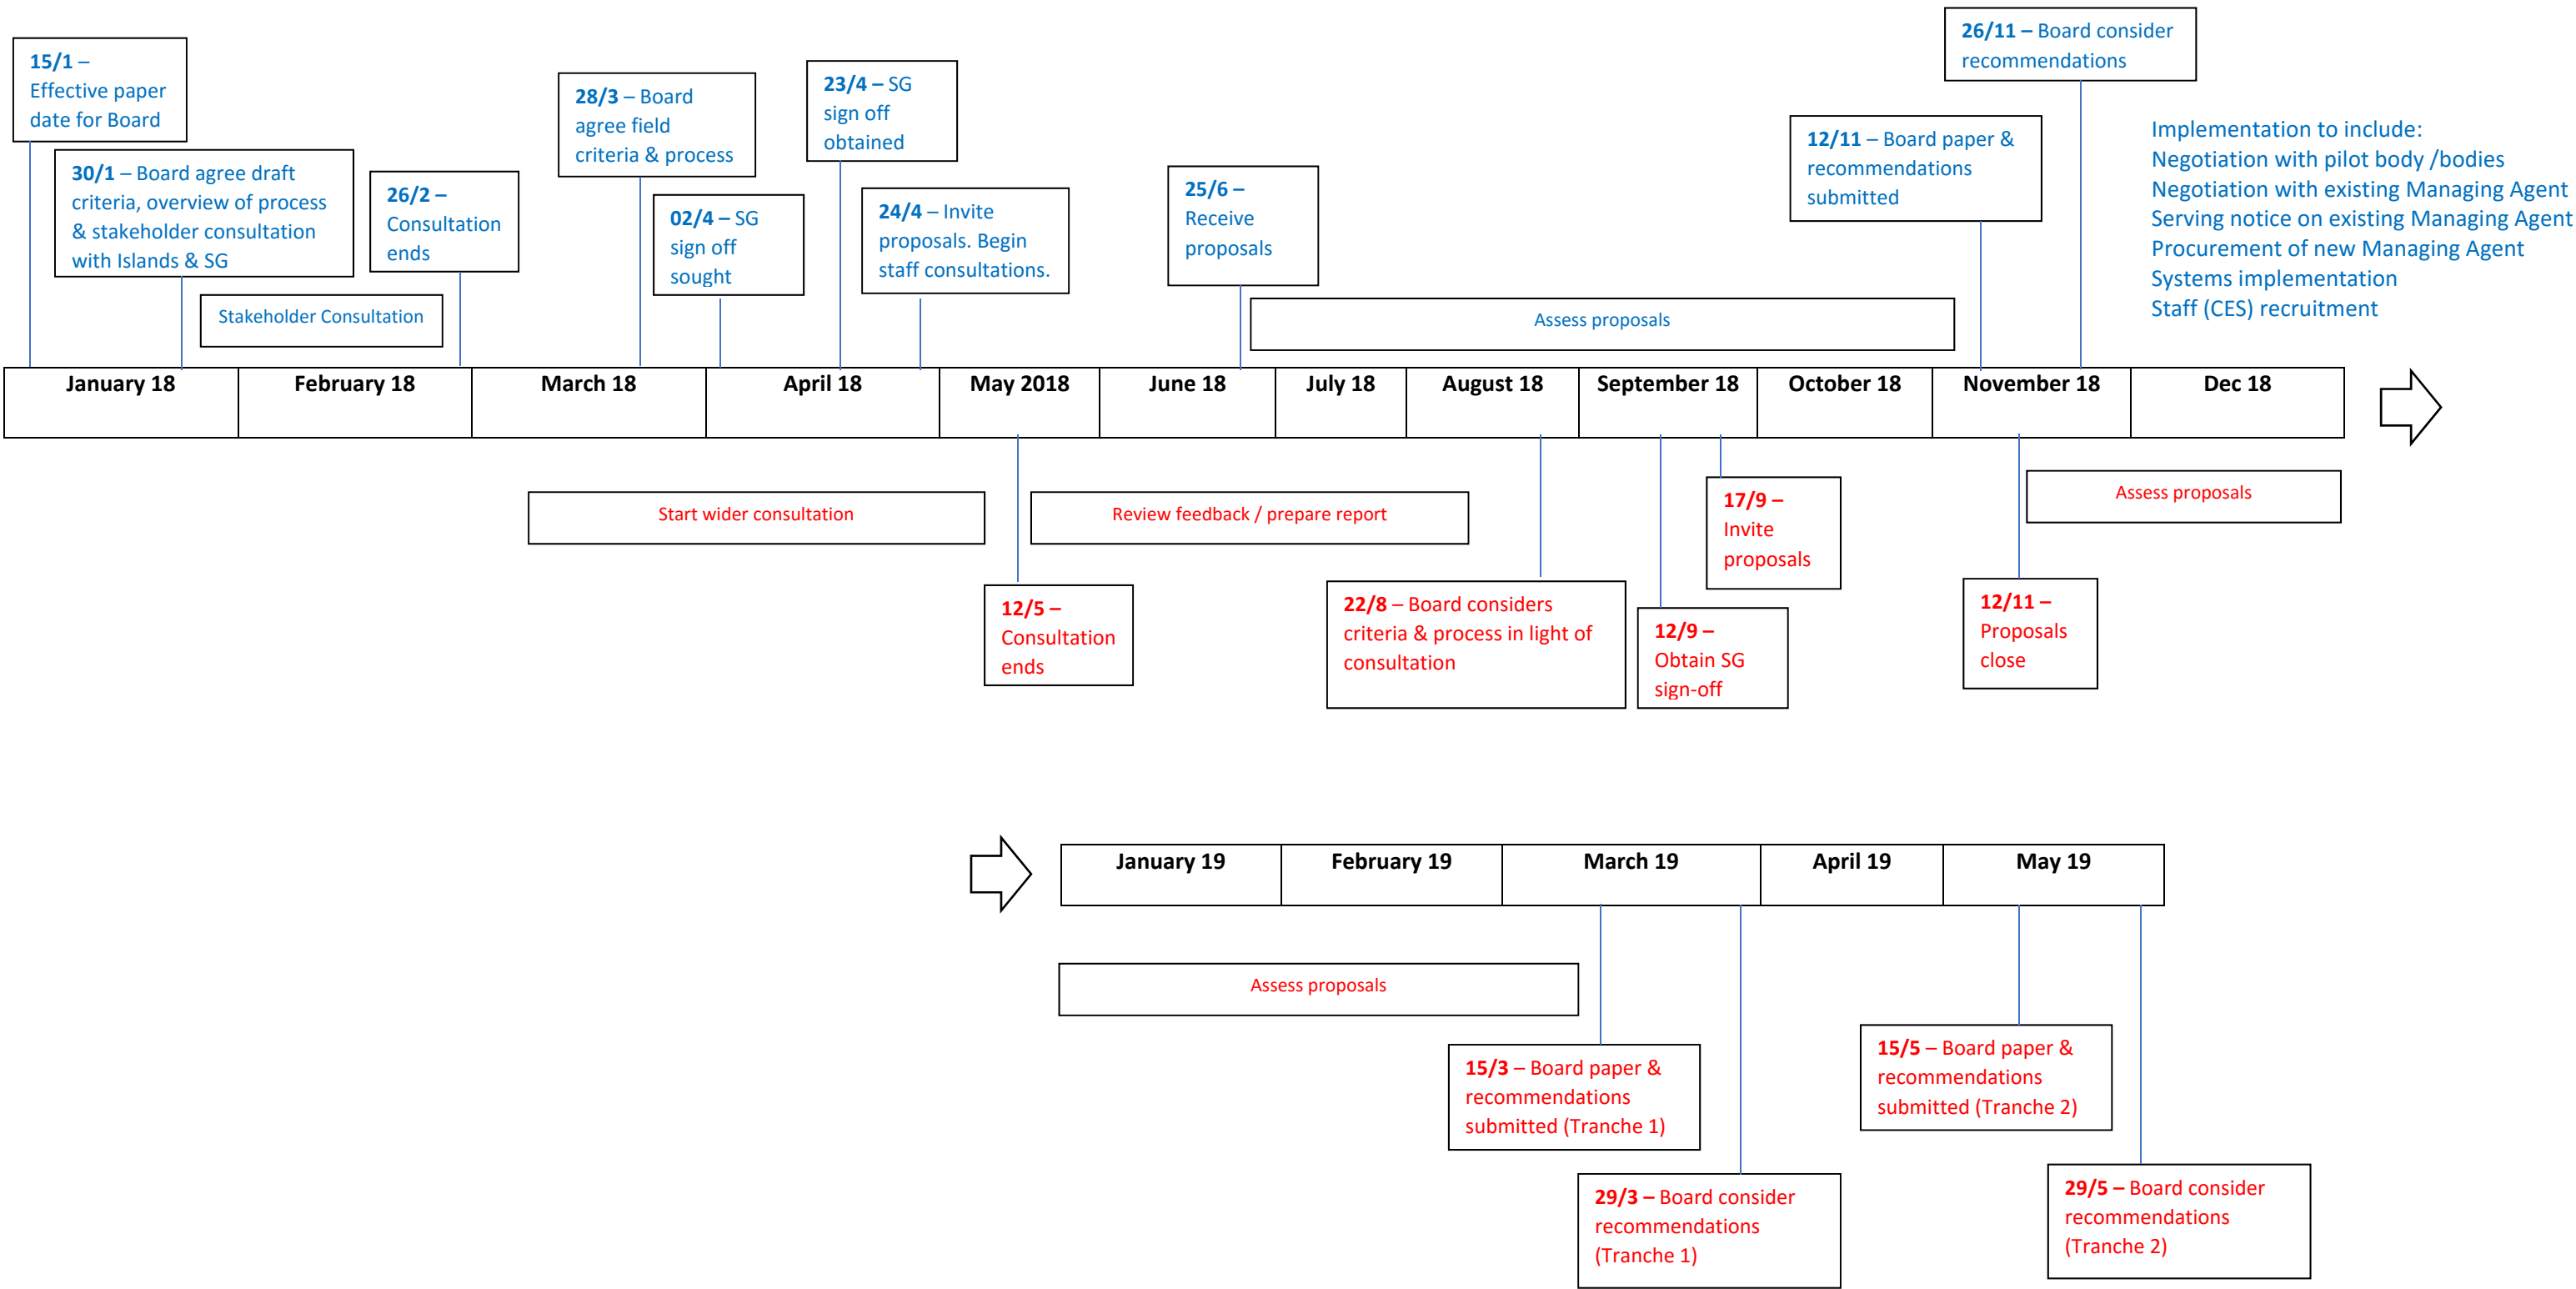 15/1 –
Effective paper
date for Board
30/1 – Board agree draft
criteria, overview of process
& stakeholder consultation
with Islands & SG
26/2 –
Consultation
ends
Stakeholder Consultation
28/3 – Board
agree field
criteria & process
02/4 – SG
sign off
sought
23/4 – SG
sign off
obtained
24/4 – Invite
proposals. Begin
staff consultations.
25/6 –
Receive
proposals
Assess proposals
12/11 – Board paper &
recommendations
submitted
26/11 – Board consider
recommendations
Implementation to include:
Negotiation with pilot body /bodies
Negotiation with existing Managing Agent
Serving notice on existing Managing Agent
Procurement of new Managing Agent
Systems implementation
Staff (CES) recruitment
January 18
February 18
March 18
April 18
May 2018
June 18
July 18
August 18
September 18
October 18
November 18
Dec 18
Start wider consultation
12/5 –
Consultation
ends
Review feedback / prepare report
22/8 – Board considers
criteria & process in light of
consultation
12/9 –
Obtain SG
sign-off
17/9 –
Invite
proposals
12/11 –
Proposals
close
Assess proposals
January 19
February 19
March 19
April 19
May 19
Assess proposals
15/3 – Board paper &
recommendations
submitted (Tranche 1)
29/3 – Board consider
recommendations
(Tranche 1)
15/5 – Board paper &
recommendations
submitted (Tranche 2)
29/5 – Board consider
recommendations
(Tranche 2)